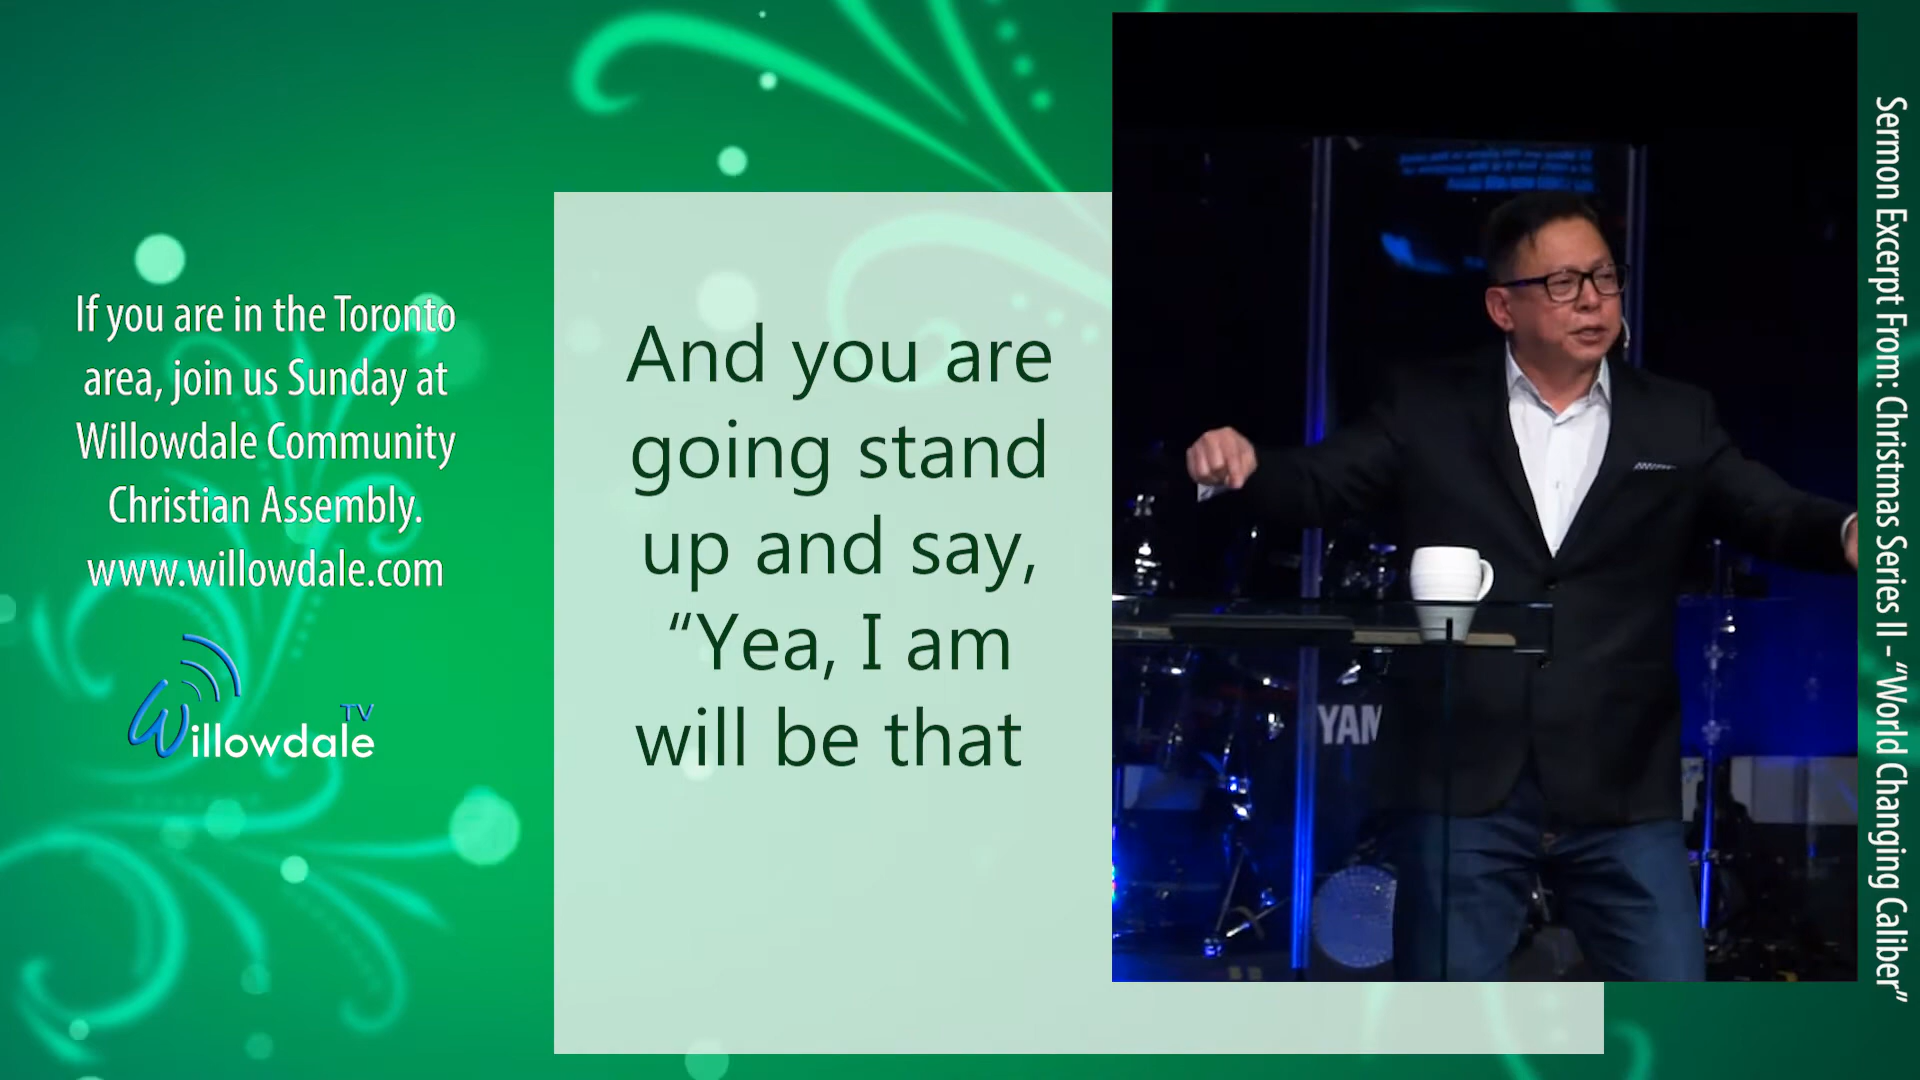 If you are in the Toronto
area, join us Sunday at
Willowdale Community
Christian Assembly.
www.willowdale.com
Willowdale TV
And you are
going stand
up and say,
“Yea, I am
will be that
YAM
Sermon Excerpt From: Christmas Series II - “World Changing Caliber”